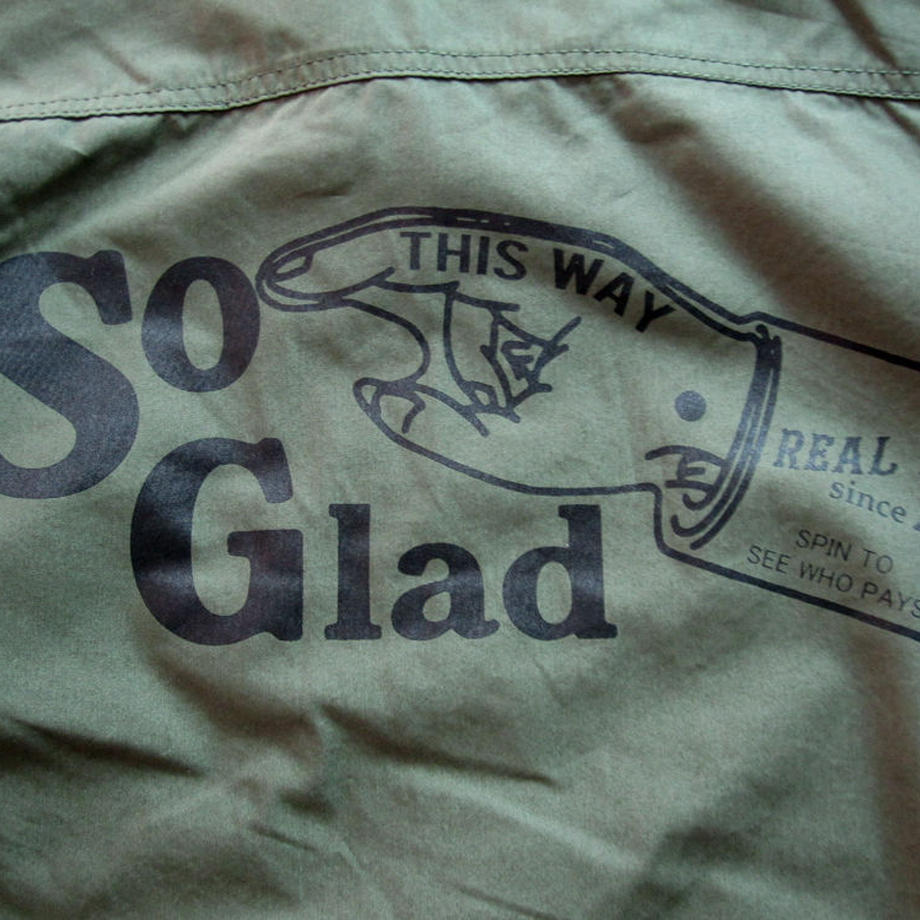 So
Glad
THIS WAY
REAL
since
SPIN TO
SEE WHO PAYS